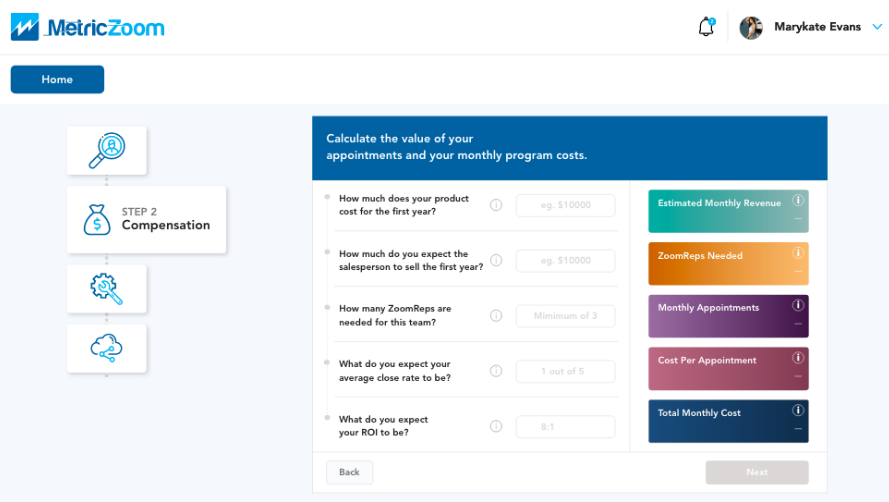 MetricZoom
Marykate Evans
Home
STEP 2
Compensation
Calculate the value of your
appointments and your monthly program costs.
How much does your product
cost for the first year?
eg. $10000
How much do you expect the
salesperson to sell the first year?
eg. $10000
How many ZoomReps are
needed for this team?
Mimimum of 3
What do you expect your
average close rate to be?
1 out of 5
What do you expect
your ROI to be?
8:1
Estimated Monthly Revenue
—
ZoomReps Needed
—
Monthly Appointments
—
Cost Per Appointment
—
Total Monthly Cost
—
Back
Next